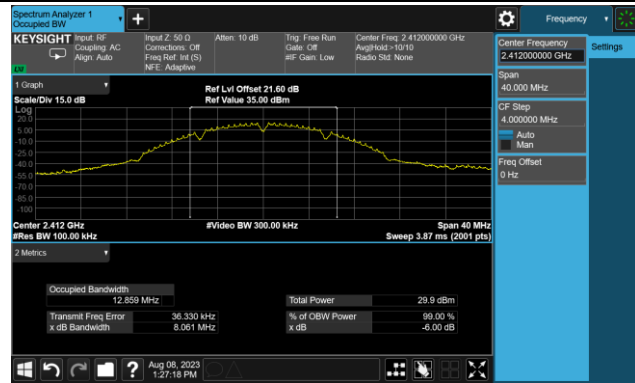 Spectrum Analyzer 1
Occupied BW
Frequency
KEYSIGHT
Input: RF
Coupling: AC
Align: Auto
Input Z: 50 Ω
Corrections: Off
Freq Ref: Int (S)
NFE: Adaptive
Atten: 10 dB
Trig: Free Run
Gate: Off
#IF Gain: Low
Center Freq: 2.412000000 GHz
Avg|Hold:>10/10
Radio Std: None
Center Frequency
2.412000000 GHz
Settings
Span
40.000 MHz
CF Step
4.000000 MHz
Auto
Man
Freq Offset
0 Hz
1 Graph
Scale/Div 15.0 dB
Ref Lvl Offset 21.60 dB
Ref Value 35.00 dBm
Log
20.0
5.00
-10.0
-25.0
-40.0
-55.0
-70.0
-85.0
-100
Center 2.412 GHz
#Res BW 100.00 kHz
#Video BW 300.00 kHz
Span 40 MHz
Sweep 3.87 ms (2001 pts)
2 Metrics
Occupied Bandwidth
12.859 MHz
Total Power 29.9 dBm
Transmit Freq Error 36.330 kHz
% of OBW Power 99.00 %
x dB Bandwidth 8.061 MHz
x dB -6.00 dB
Aug 08, 2023
1:27:18 PM